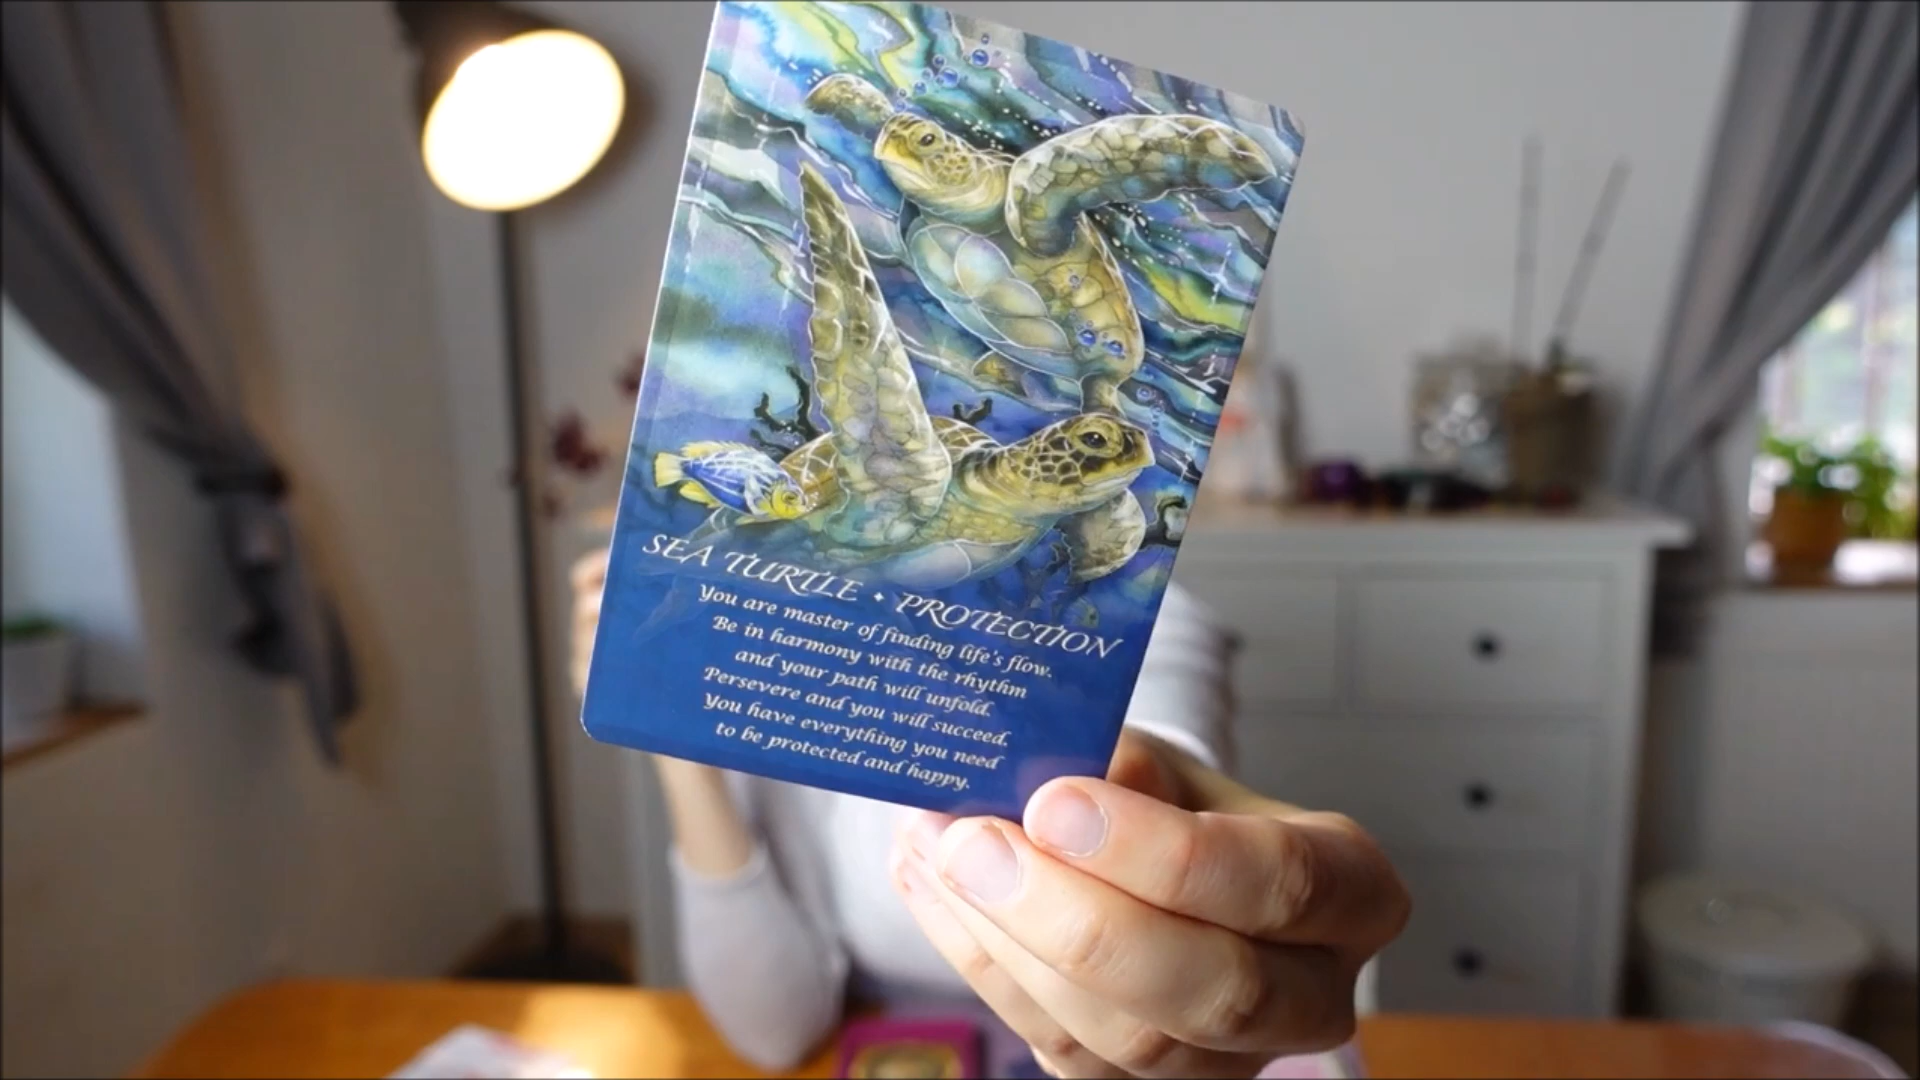 SEA TURTLE • PROTECTION
You are master of finding life's flow.
Be in harmony with the rhythm
and your path will unfold.
Persevere and you will succeed.
You have everything you need
to be protected and happy.